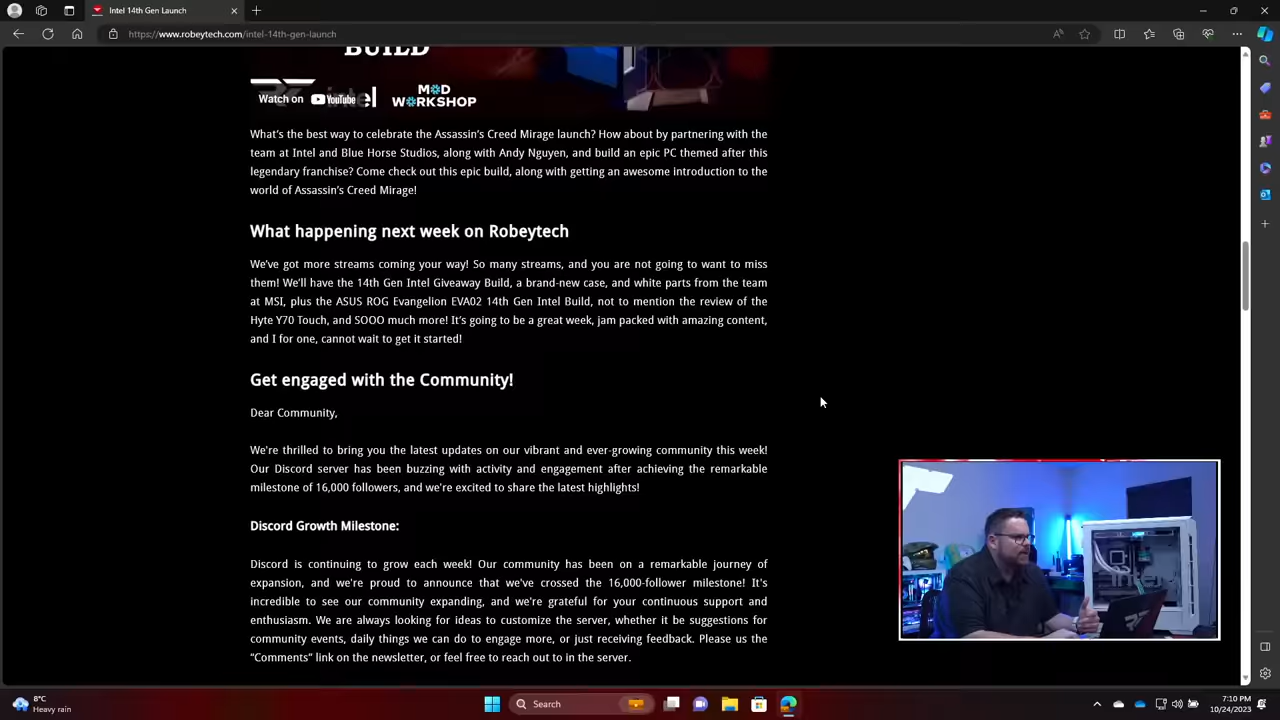 Intel 14th Gen Launch
https://www.robeytech.com/intel-14th-gen-launch
BUILD
Watch on YouTube
intel
MOD
WORKSHOP
What's the best way to celebrate the Assassin's Creed Mirage launch? How about by partnering with the
team at Intel and Blue Horse Studios, along with Andy Nguyen, and build an epic PC themed after this
legendary franchise? Come check out this epic build, along with getting an awesome introduction to the
world of Assassin's Creed Mirage!
What happening next week on Robeytech
We've got more streams coming your way! So many streams, and you are not going to want to miss
them! We'll have the 14th Gen Intel Giveaway Build, a brand-new case, and white parts from the team
at MSI, plus the ASUS ROG Evangelion EVA02 14th Gen Intel Build, not to mention the review of the
Hyte Y70 Touch, and SOOO much more! It's going to be a great week, jam packed with amazing content,
and I for one, cannot wait to get it started!
Get engaged with the Community!
Dear Community,
We're thrilled to bring you the latest updates on our vibrant and ever-growing community this week!
Our Discord server has been buzzing with activity and engagement after achieving the remarkable
milestone of 16,000 followers, and we're excited to share the latest highlights!
Discord Growth Milestone:
Discord is continuing to grow each week! Our community has been on a remarkable journey of
expansion, and we're proud to announce that we've crossed the 16,000-follower milestone! It's
incredible to see our community expanding, and we're grateful for your continuous support and
enthusiasm. We are always looking for ideas to customize the server, whether it be suggestions for
community events, daily things we can do to engage more, or just receiving feedback. Please us the
"Comments" link on the newsletter, or feel free to reach out to in the server.
8°C
Heavy rain
Search
7:10 PM
10/24/2023